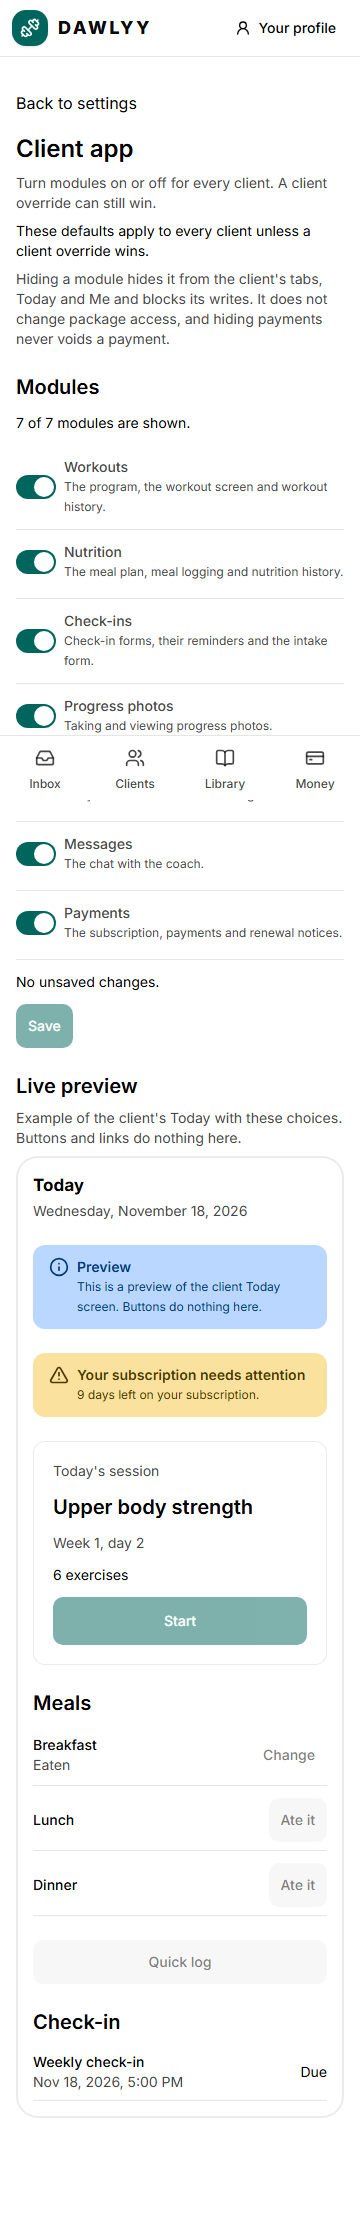 DAWLYY
Your profile
Back to settings
Client app
Turn modules on or off for every client. A client
override can still win.
These defaults apply to every client unless a
client override wins.
Hiding a module hides it from the client's tabs,
Today and Me and blocks its writes. It does not
change package access, and hiding payments
never voids a payment.
Modules
7 of 7 modules are shown.
Workouts
The program, the workout screen and workout
history.
Nutrition
The meal plan, meal logging and nutrition history.
Check-ins
Check-in forms, their reminders and the intake
form.
Progress photos
Taking and viewing progress photos.
Inbox
Clients
Library
Money
Messages
The chat with the coach.
Payments
The subscription, payments and renewal notices.
No unsaved changes.
Save
Live preview
Example of the client's Today with these choices.
Buttons and links do nothing here.
Today
Wednesday, November 18, 2026
Preview
This is a preview of the client Today
screen. Buttons do nothing here.
Your subscription needs attention
9 days left on your subscription.
Today's session
Upper body strength
Week 1, day 2
6 exercises
Start
Meals
Breakfast
Eaten
Change
Lunch
Ate it
Dinner
Ate it
Quick log
Check-in
Weekly check-in
Nov 18, 2026, 5:00 PM
Due